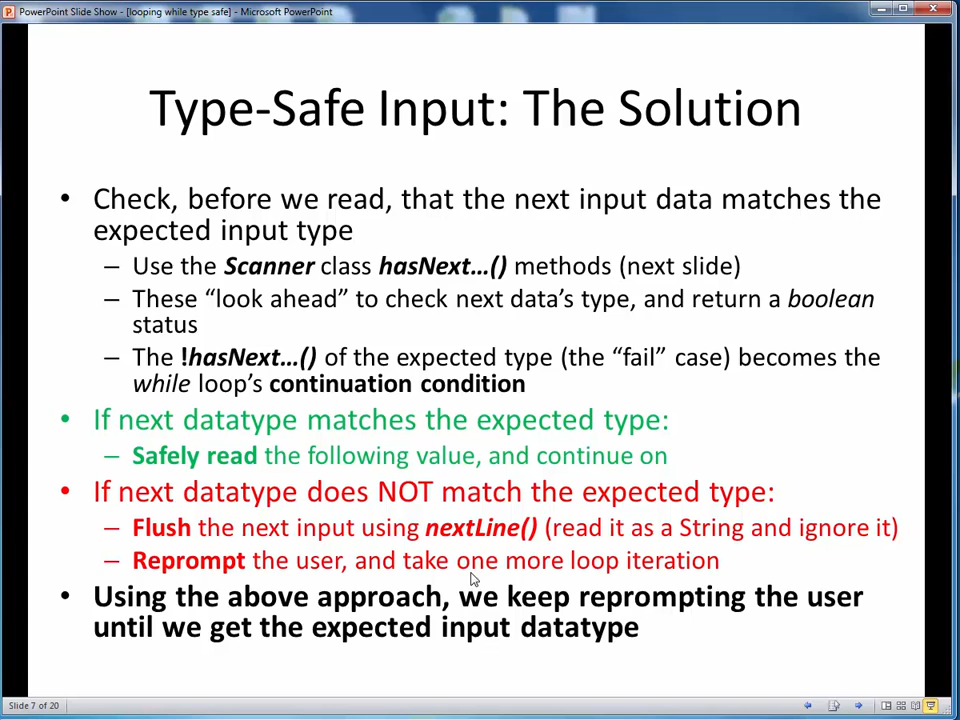 PowerPoint Slide Show - [looping while type safe] - Microsoft PowerPoint
Type-Safe Input: The Solution
• Check, before we read, that the next input data matches the
expected input type
– Use the Scanner class hasNext...() methods (next slide)
– These “look ahead” to check next data’s type, and return a boolean
status
– The !hasNext...() of the expected type (the “fail” case) becomes the
while loop’s continuation condition
• If next datatype matches the expected type:
– Safely read the following value, and continue on
• If next datatype does NOT match the expected type:
– Flush the next input using nextLine() (read it as a String and ignore it)
– Reprompt the user, and take one more loop iteration
• Using the above approach, we keep reprompting the user
until we get the expected input datatype
Slide 7 of 20